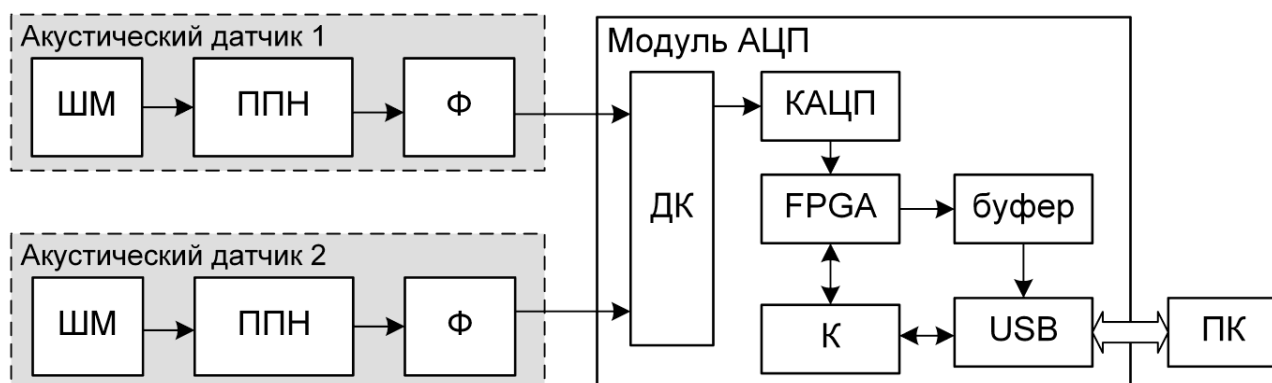 Акустический датчик 1
ШМ
ППН
Ф
Акустический датчик 2
ШМ
ППН
Ф
Модуль АЦП
ДК
КАЦП
FPGA
буфер
К
USB
ПК